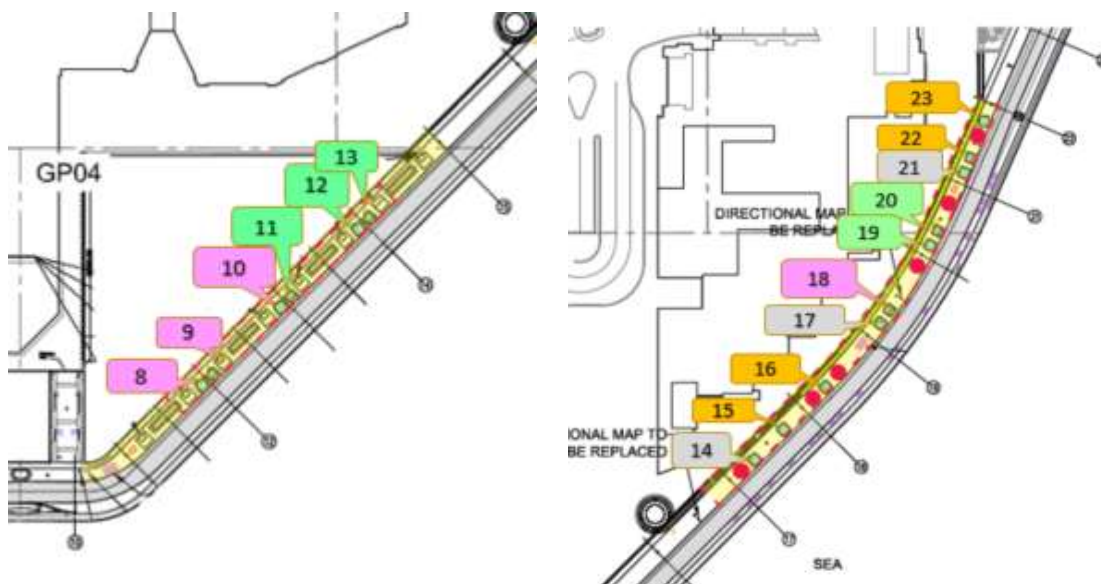 GP04
13
12
11
10
9
8
23
22
21
DIRECTIONAL MAP
BE REPLA
20
19
18
17
16
15
IONAL MAP TO
BE REPLACED
14
SEA